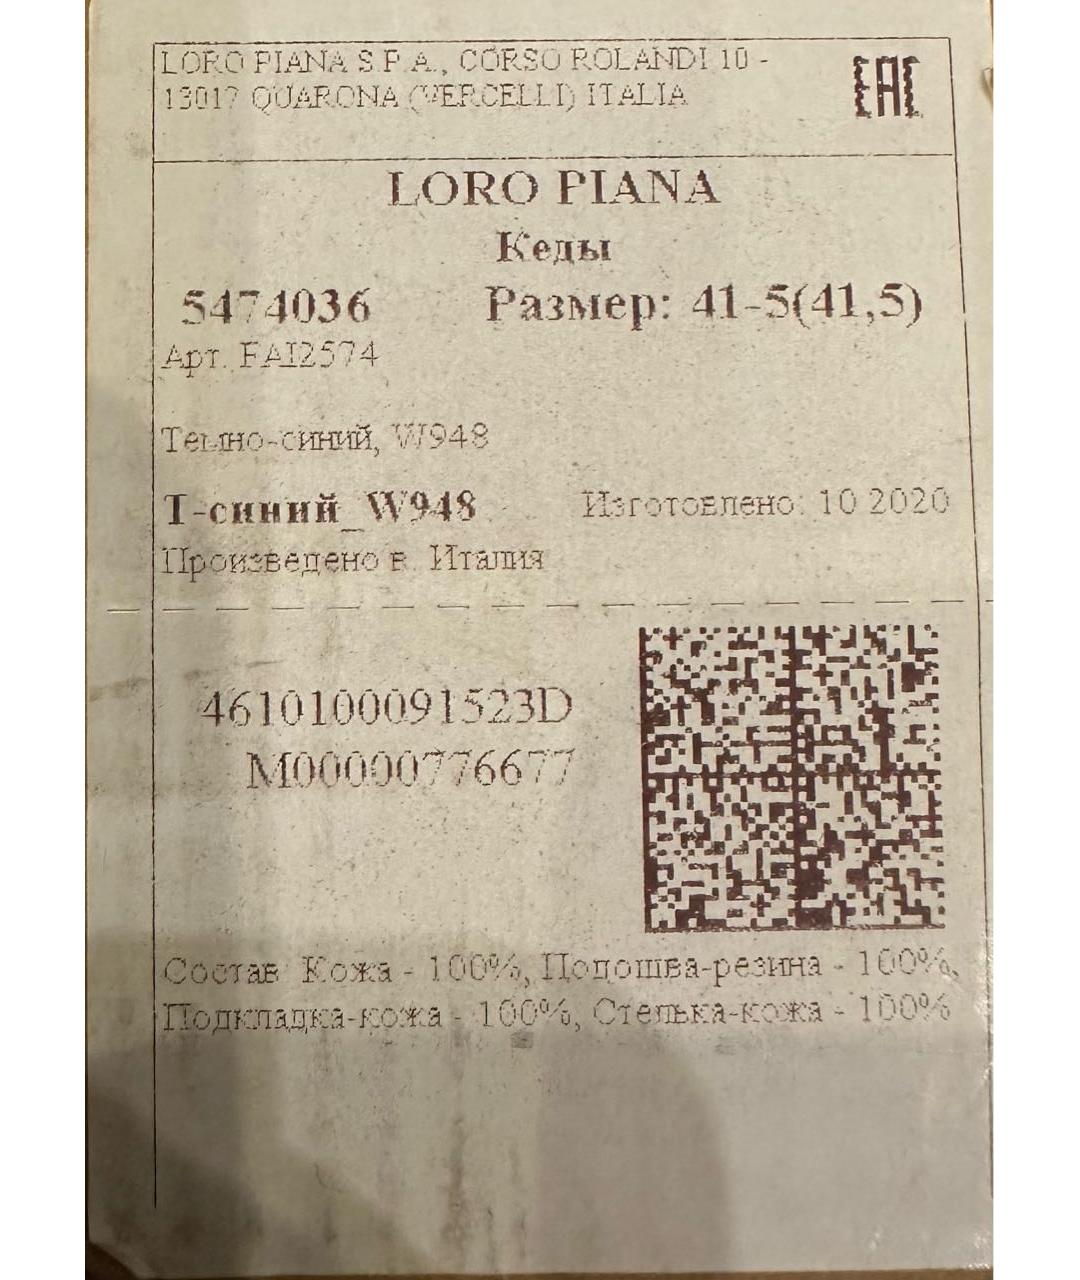 LORO PIANA S.P.A., CORSO ROLANDI 10 -
13017 QUARONA (VERCELLI) ITALIA
EAC
LORO PIANA
Кеды
5474036 Размер: 41-5(41,5)
Арт. FAI2574
Темно-синий, W948
Т-синий_W948 Изготовлено: 10 2020
Произведено в: Италия
4610100091523D
M00000776677
Состав: Кожа - 100%, Подошва-резина - 100%,
Подкладка-кожа - 100%, Стелька-кожа - 100%